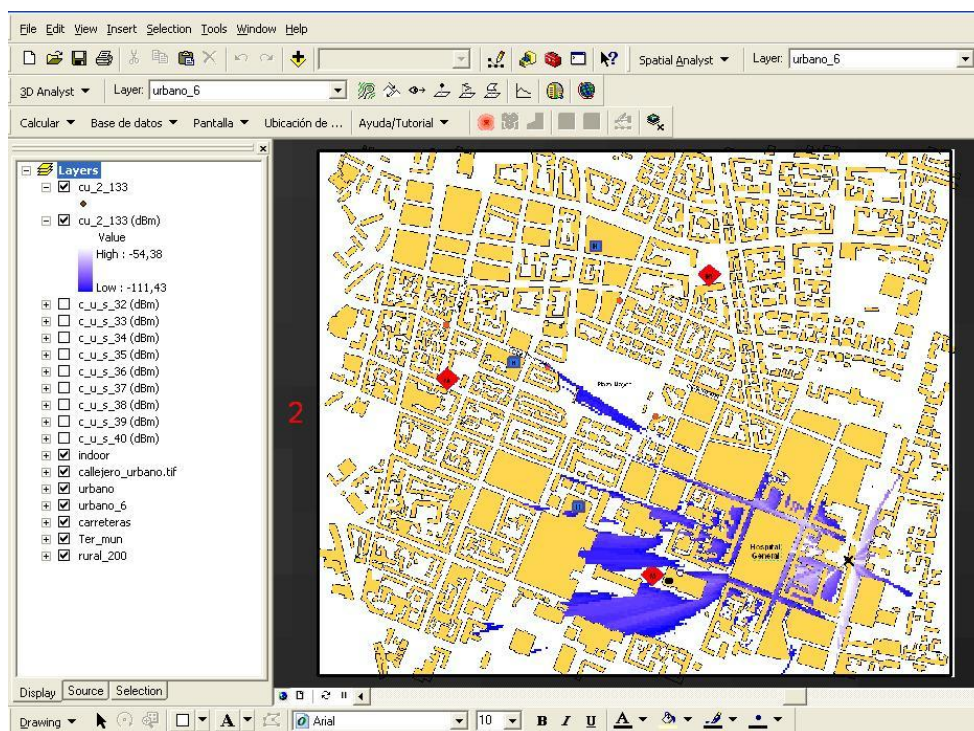 File Edit View Insert Selection Tools Window Help
Spatial Analyst Layer: urbano_6
3D Analyst Layer: urbano_6
Calcular Base de datos Pantalla Ubicación de ... Ayuda/Tutorial
Layers
cu_2_133
cu_2_133 (dBm)
Value
High : -54,38
Low : -111,43
c_u_s_32 (dBm)
c_u_s_33 (dBm)
c_u_s_34 (dBm)
c_u_s_35 (dBm)
c_u_s_36 (dBm)
c_u_s_37 (dBm)
c_u_s_38 (dBm)
c_u_s_39 (dBm)
c_u_s_40 (dBm)
indoor
callejero_urbano.tif
urbano
urbano_6
carreteras
Ter_mun
rural_200
2
Plaza Mayor
Hospital General
Display Source Selection
Drawing A Arial 10 B I U A